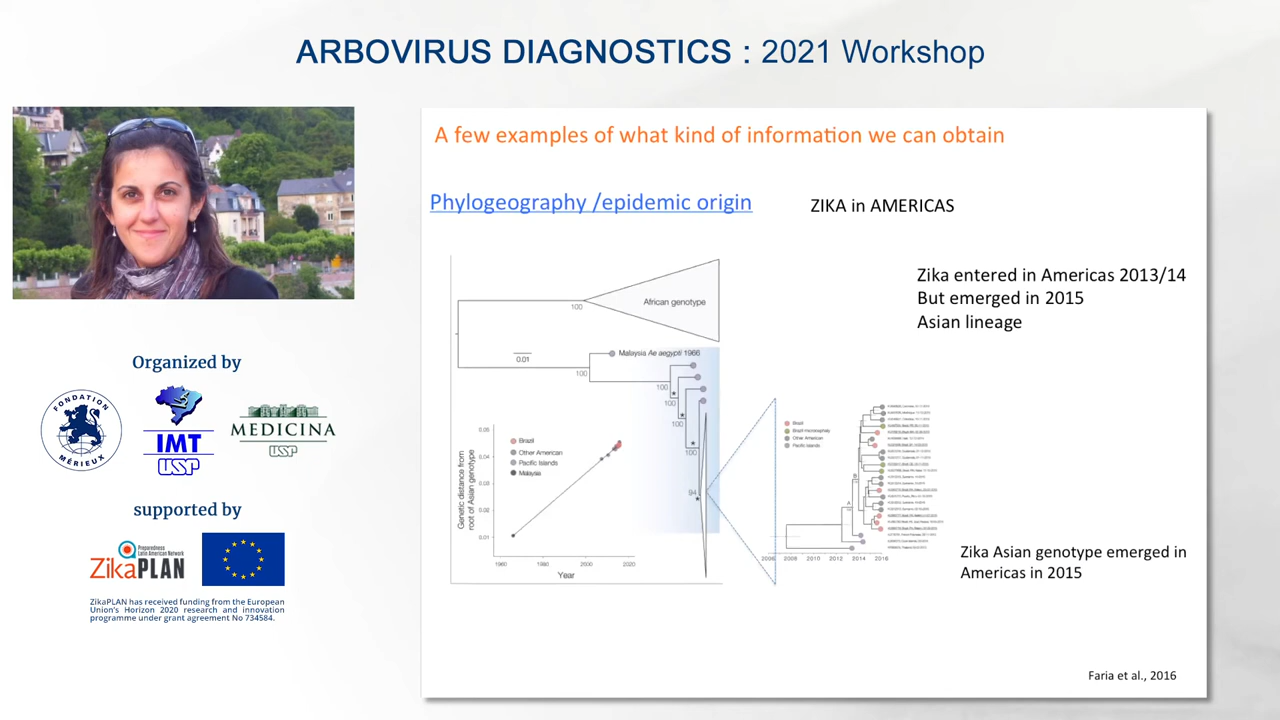 ARBOVIRUS DIAGNOSTICS : 2021 Workshop
Organized by
FONDATION
MÉRIEUX
IMT
USP
MEDICINA
USP
supported by
Preparedness
Latin American Network
ZikaPLAN
ZikaPLAN has received funding from the European
Union's Horizon 2020 research and innovation
programme under grant agreement No 734584.
A few examples of what kind of information we can obtain
Phylogeography /epidemic origin
ZIKA in AMERICAS
Zika entered in Americas 2013/14
But emerged in 2015
Asian lineage
African genotype
100
Malaysia Ae aegypti 1966
0.01
100
100
*
100
*
100
94
*
Genetic distance from
root of Asian genotype
0.05
0.04
0.03
0.02
0.01
Brazil
Other American
Pacific Islands
Malaysia
1960
1980
2000
2020
Year
Brazil
Brazil-microcephaly
Other American
Pacific Islands
B
A
2006
2008
2010
2012
2014
2016
Zika Asian genotype emerged in
Americas in 2015
Faria et al., 2016